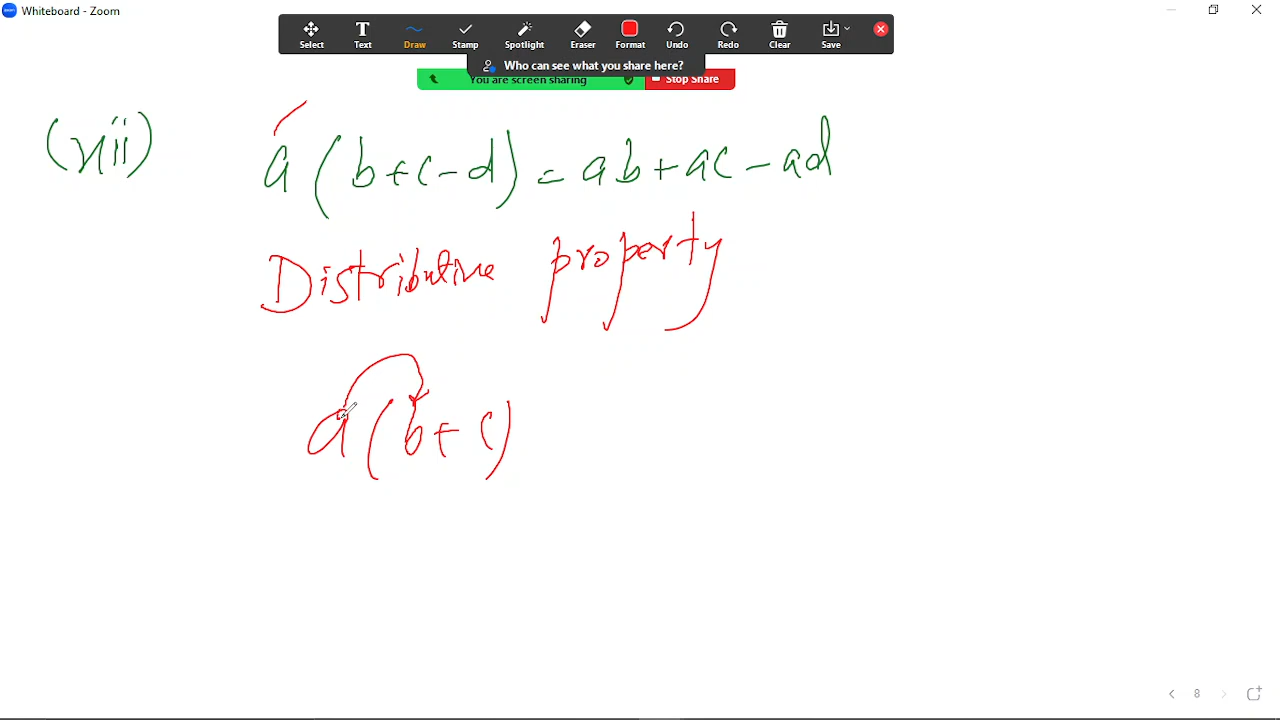 Whiteboard - Zoom
Select Text Draw Stamp Spotlight Eraser Format Undo Redo Clear Save
Who can see what you share here?
You are screen sharing Stop Share
(xii) a(b+c-d) = ab+ac-ad
Distributive property
a(b+c)
8